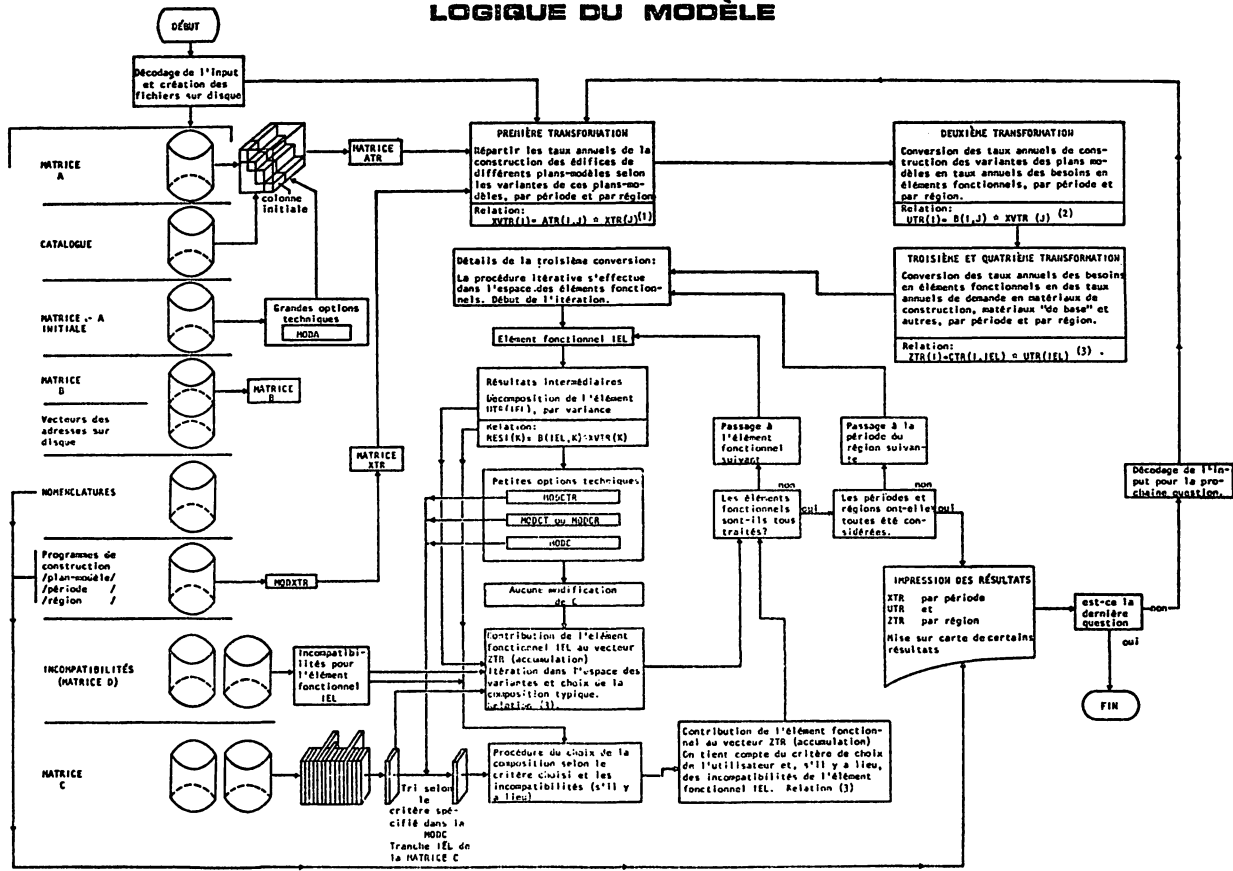 LOGIQUE DU MODÈLE
DÉBUT
Décodage de l'input
et création des
fichiers sur disque
MATRICE
A
colonne
initiale
MATRICE
ATR
CATALOGUE
MATRICE - A
INITIALE
Grandes options
techniques
MODA
MATRICE
B
MATRICE
B
Vecteurs des
adresses sur
disque
MATRICE
XTR
NOMENCLATURES
Programmes de
construction
/plan-modèle/
/période /
/région /
MODXTR
INCOMPATIBILITÉS
(MATRICE D)
Incompatibi-
lités pour
l'élément
fonctionnel
IEL
MATRICE
C
Tri selon
le
critère spé-
cifié dans la
MODC
Tranche IEL de
la MATRICE C
PREMIÈRE TRANSFORMATION
Répartir les taux annuels de la
construction des édifices de
différents plans-modèles selon
les variantes de ces plans-mo-
dèles, par période et par région
Relation:
XVTR(I)= ATR(I,J) ¤ XTR(J)(1)
DEUXIÈME TRANSFORMATION
Conversion des taux annuels de cons-
truction des variantes des plans mo-
dèles en taux annuels des besoins en
éléments fonctionnels, par période et
par région.
Relation:
UTR(I)= B(I,J) ¤ XVTR (J) (2)
TROISIÈME ET QUATRIÈME TRANSFORMATION
Conversion des taux annuels des besoins
en éléments fonctionnels en des taux
annuels de demande en matériaux de
construction, matériaux "de base" et
autres, par période et par région.
Relation:
ZTR(I)=CTR(I,IEL) ¤ UTR(IEL) (3) .
Détails de la troisième conversion:
La procédure itérative s'effectue
dans l'espace des éléments fonction-
nels. Début de l'itération.
Elément fonctionnel IEL
Résultats intermédiaires
Décomposition de l'élément
UTR(IEL), par variance
Relation:
RESI(K)= B(IEL,K) XVTR(K)
Petites options techniques
MODCTR
MODCT ou MODCR
MODC
Aucune modification
de C
Contribution de l'élément
fonctionnel IEL au vecteur
ZTR (accumulation)
Itération dans l'espace des
variantes et choix de la
composition typique.
Relation (3).
Procédure du choix de la
composition selon le
critère choisi et les
incompatibilités (s'il y
a lieu)
Contribution de l'élément fonction-
nel au vecteur ZTR (accumulation)
On tient compte du critère de choix
de l'utilisateur et, s'il y a lieu,
des incompatibilités de l'élément
fonctionnel IEL. Relation (3)
Passage à
l'élément
fonctionnel
suivant
non
Les éléments
fonctionnels
sont-ils tous
traités?
oui
Passage à la
période ou
région suivan-
te
non
Les périodes et
régions ont-elle
toutes été con-
sidérées.
oui
IMPRESSION DES RÉSULTATS
XTR par période
UTR et
ZTR par région
Mise sur carte de certains
résultats
est-ce la
dernière
question
non
oui
FIN
Décodage de l'in-
put pour la pro-
chaine question.